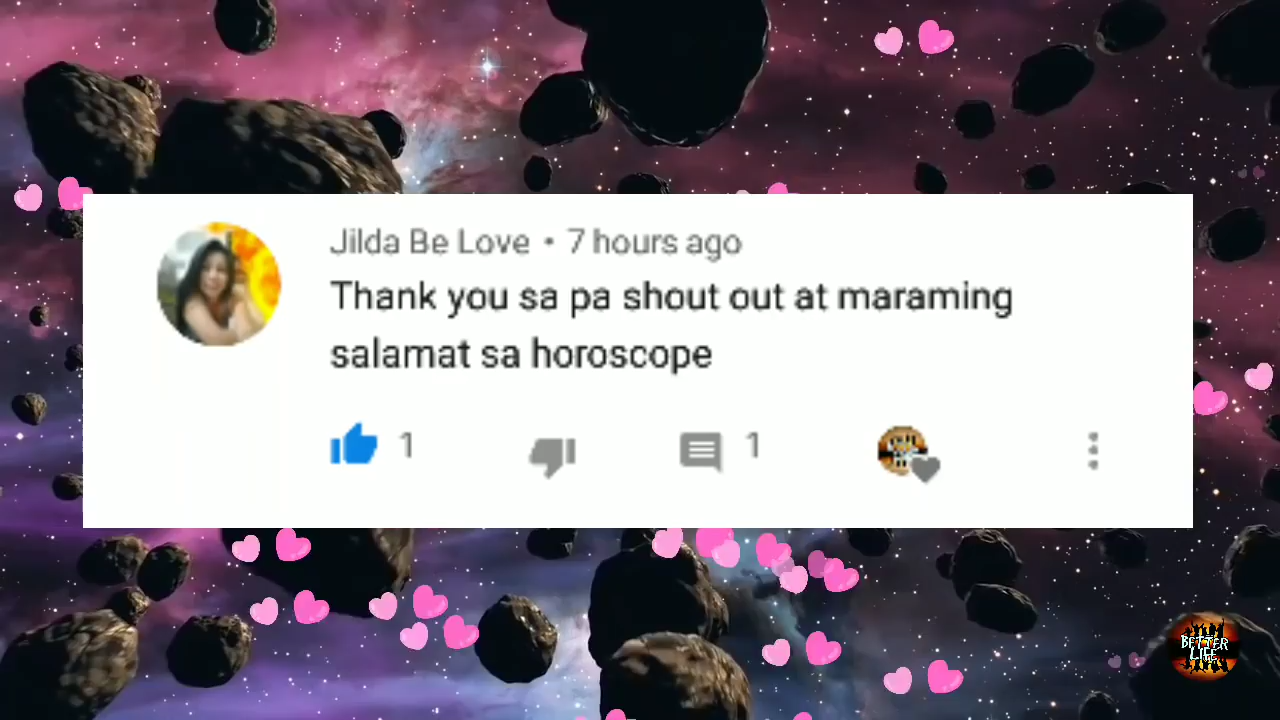 Jilda Be Love • 7 hours ago
Thank you sa pa shout out at maraming
salamat sa horoscope
1
1
BETTER
LIFE